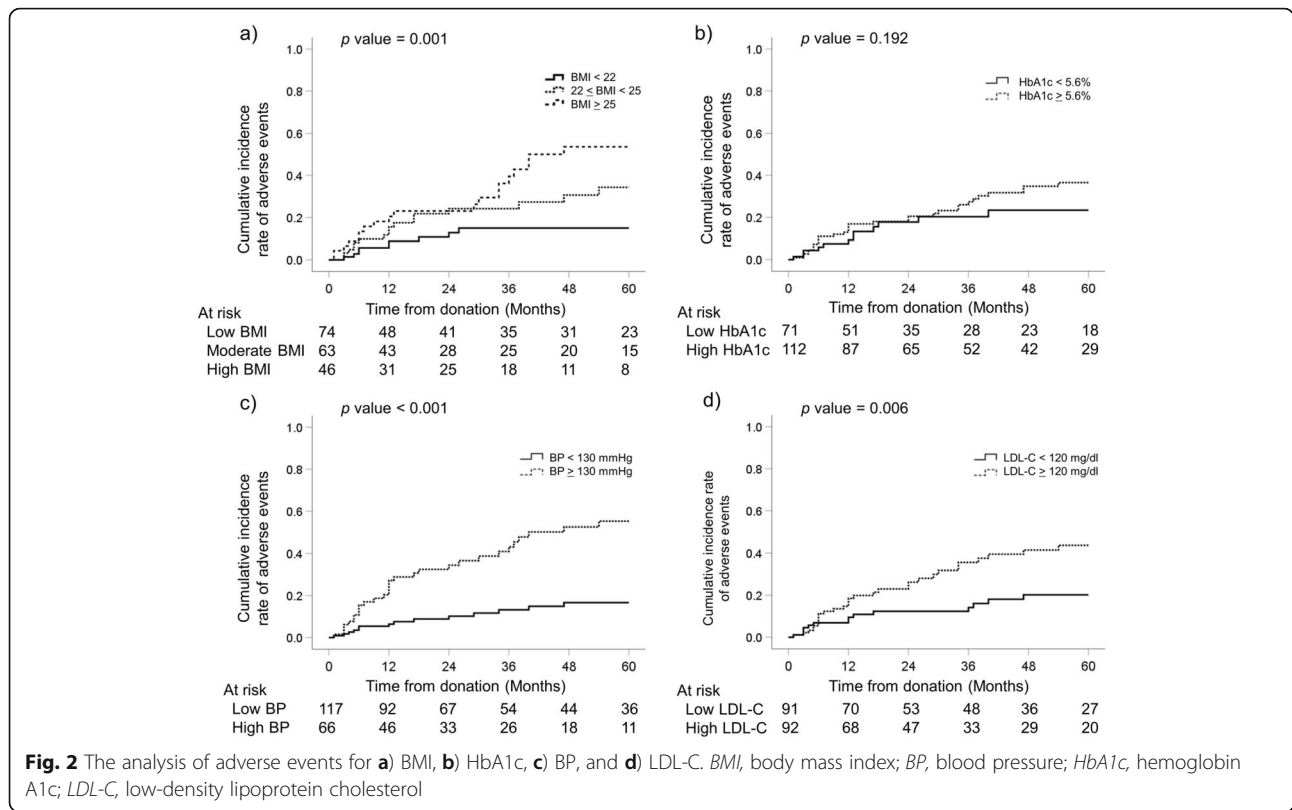 a)
p value = 0.001
Cumulative incidence
rate of adverse events
1.0
0.8
0.6
0.4
0.2
0.0
BMI < 22
22 ≤ BMI < 25
BMI ≥ 25
0 12 24 36 48 60
At risk Time from donation (Months)
Low BMI 74 48 41 35 31 23
Moderate BMI 63 43 28 25 20 15
High BMI 46 31 25 18 11 8
b)
p value = 0.192
Cumulative incidence
rate of adverse events
1.0
0.8
0.6
0.4
0.2
0.0
HbA1c < 5.6%
HbA1c ≥ 5.6%
0 12 24 36 48 60
At risk Time from donation (Months)
Low HbA1c 71 51 35 28 23 18
High HbA1c 112 87 65 52 42 29
c)
p value < 0.001
Cumulative incidence
rate of adverse events
1.0
0.8
0.6
0.4
0.2
0.0
BP < 130 mmHg
BP ≥ 130 mmHg
0 12 24 36 48 60
At risk Time from donation (Months)
Low BP 117 92 67 54 44 36
High BP 66 46 33 26 18 11
d)
p value = 0.006
Cumulative incidence rate
of adverse events
1.0
0.8
0.6
0.4
0.2
0.0
LDL-C < 120 mg/dl
LDL-C ≥ 120 mg/dl
0 12 24 36 48 60
At risk Time from donation (Months)
Low LDL-C 91 70 53 48 36 27
High LDL-C 92 68 47 33 29 20
Fig. 2 The analysis of adverse events for a) BMI, b) HbA1c, c) BP, and d) LDL-C. BMI, body mass index; BP, blood pressure; HbA1c, hemoglobin
A1c; LDL-C, low-density lipoprotein cholesterol